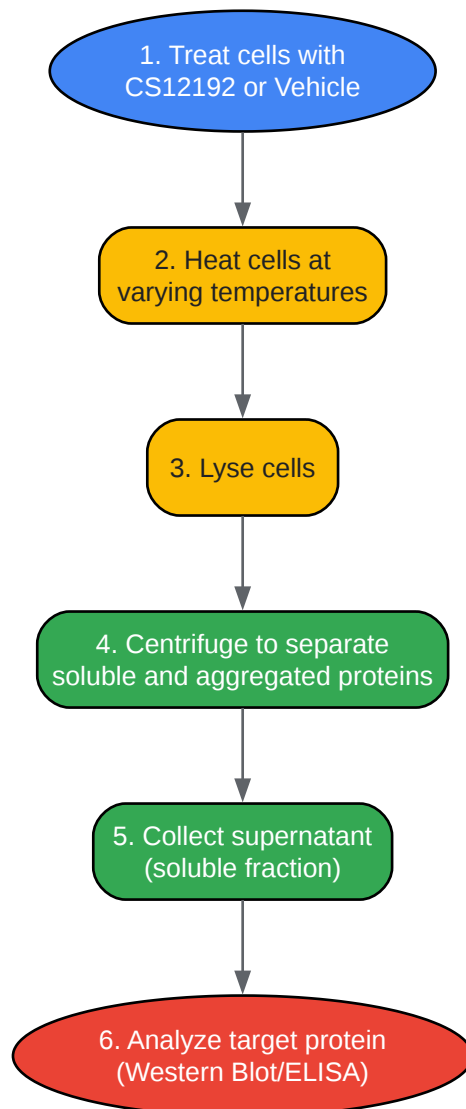 1. Treat cells with
CS12192 or Vehicle
2. Heat cells at
varying temperatures
3. Lyse cells
4. Centrifuge to separate
soluble and aggregated proteins
5. Collect supernatant
(soluble fraction)
6. Analyze target protein
(Western Blot/ELISA)